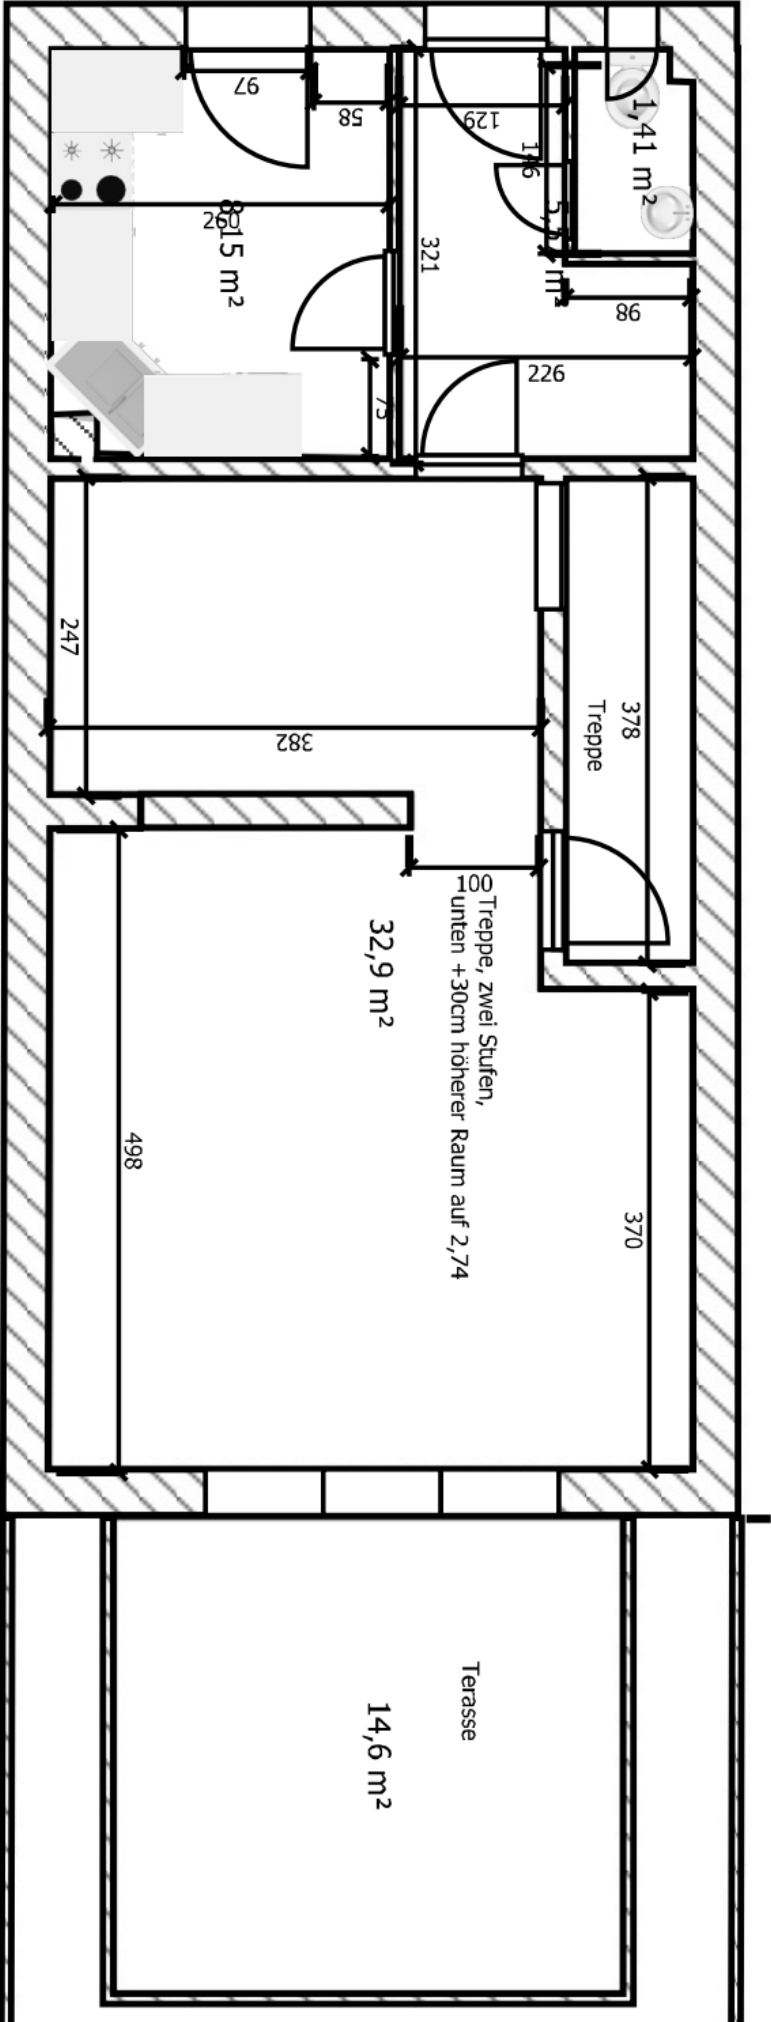 97
58
129
1,41 m²
146
260
8,15 m²
321
98
226
75
247
378
Treppe
382
100
Treppe, zwei Stufen,
unten +30cm höherer Raum auf 2,74
32,9 m²
498
370
Terasse
14,6 m²